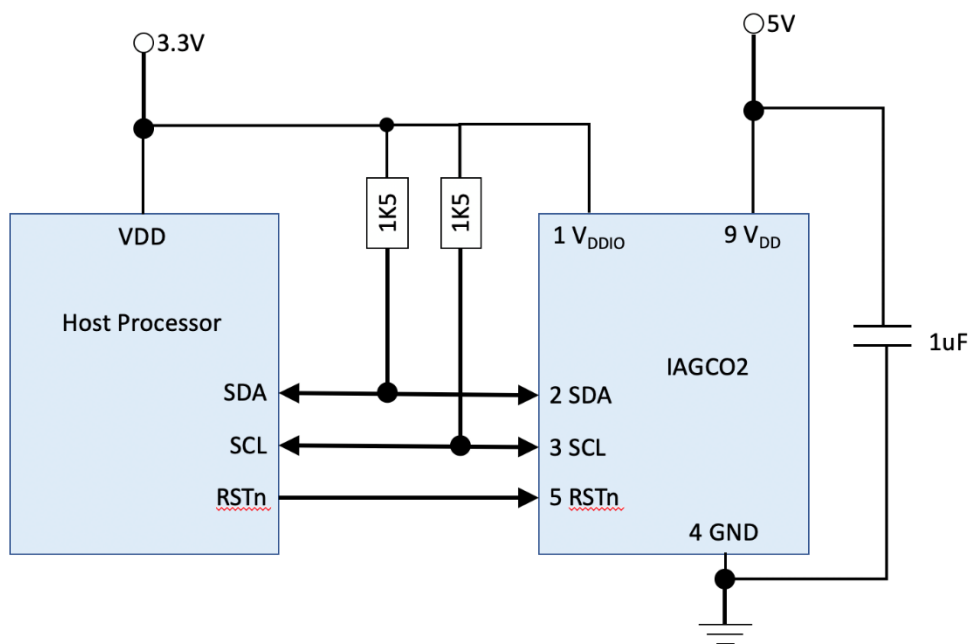 3.3V
5V
1K5
1K5
VDD
1 VDDIO
9 VDD
Host Processor
1uF
IAGCO2
SDA
2 SDA
SCL
3 SCL
RSTn
5 RSTn
4 GND